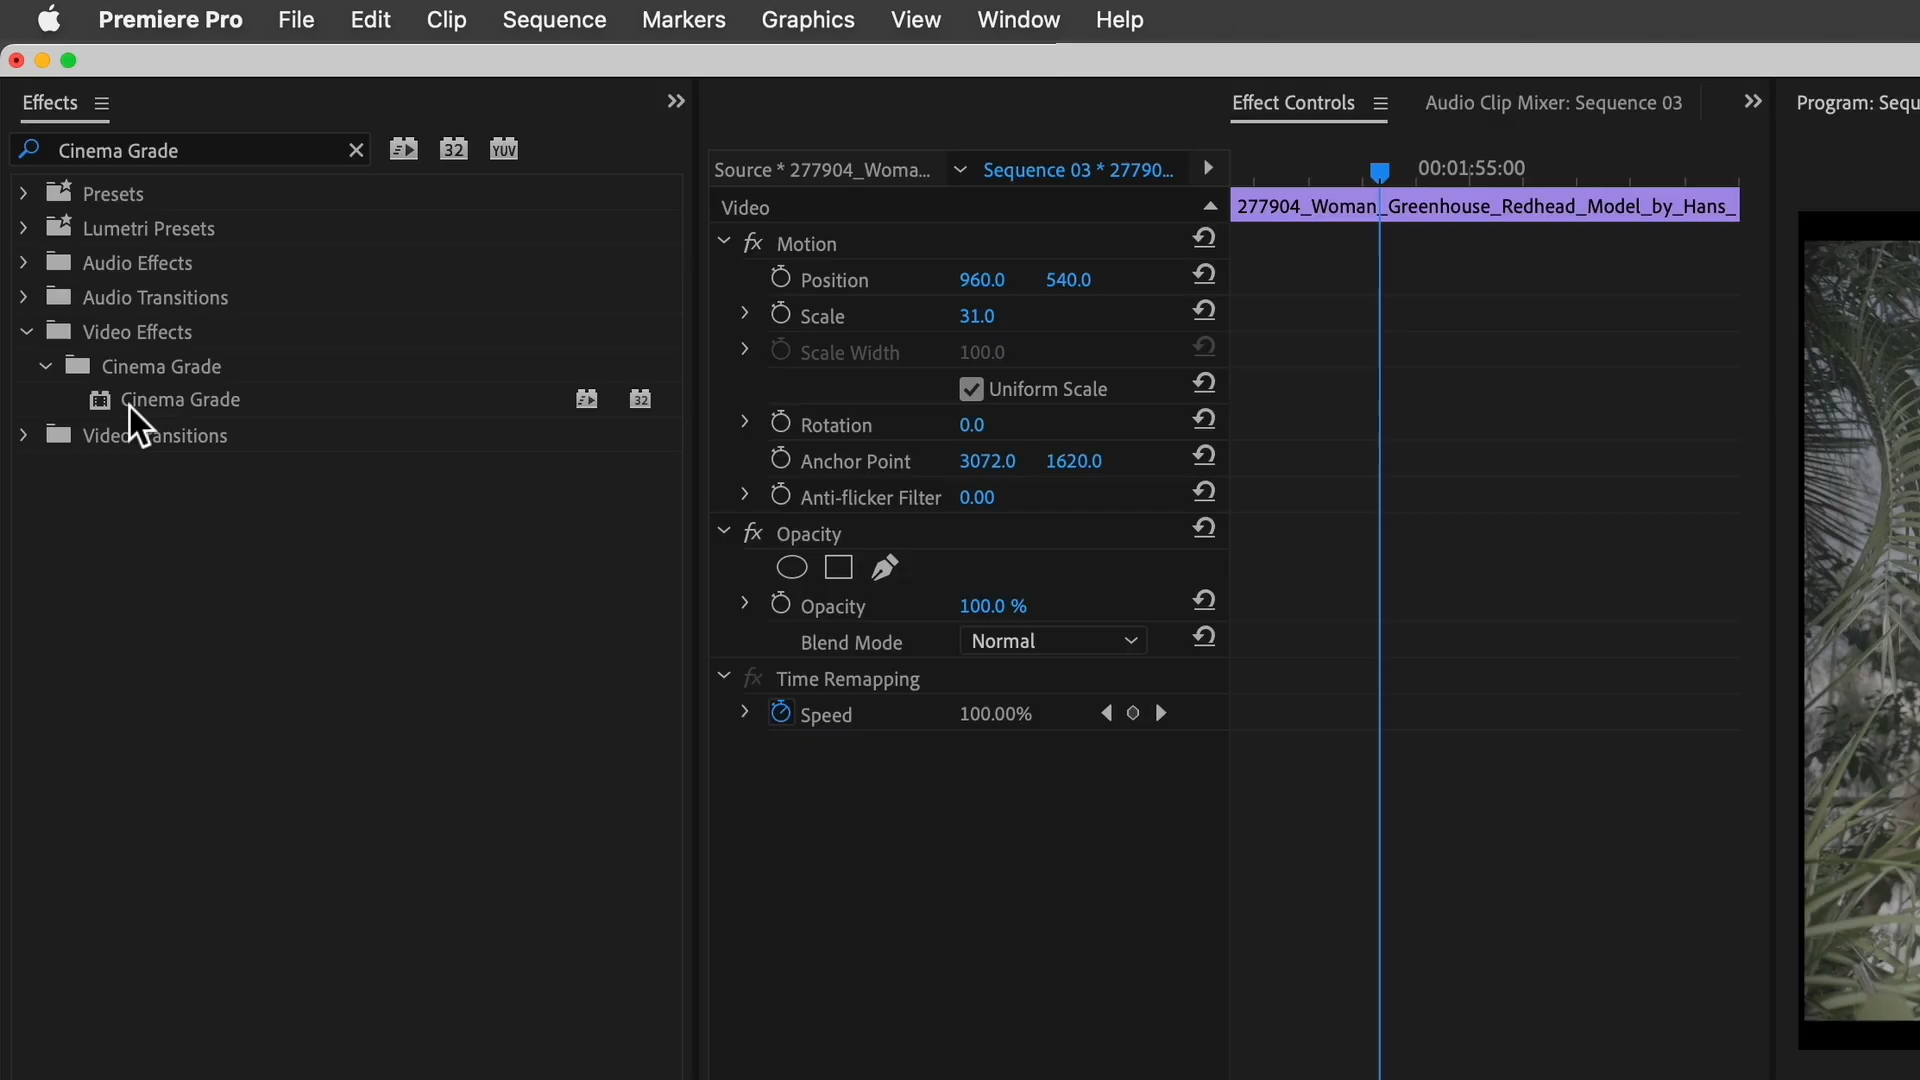 Premiere Pro File Edit Clip Sequence Markers Graphics View Window Help
Effects
Effect Controls
Audio Clip Mixer: Sequence 03
Program: Sequ
Cinema Grade
32
YUV
Presets
Lumetri Presets
Audio Effects
Audio Transitions
Video Effects
Cinema Grade
Cinema Grade
32
Source * 277904_Woma...
Sequence 03 * 27790...
00:01:55:00
Video
277904_Woman_Greenhouse_Redhead_Model_by_Hans_
fx Motion
Position 960.0 540.0
Scale 31.0
Scale Width 100.0
Uniform Scale
Rotation 0.0
Anchor Point 3072.0 1620.0
Anti-flicker Filter 0.00
fx Opacity
Opacity 100.0 %
Blend Mode Normal
fx Time Remapping
Speed 100.00%